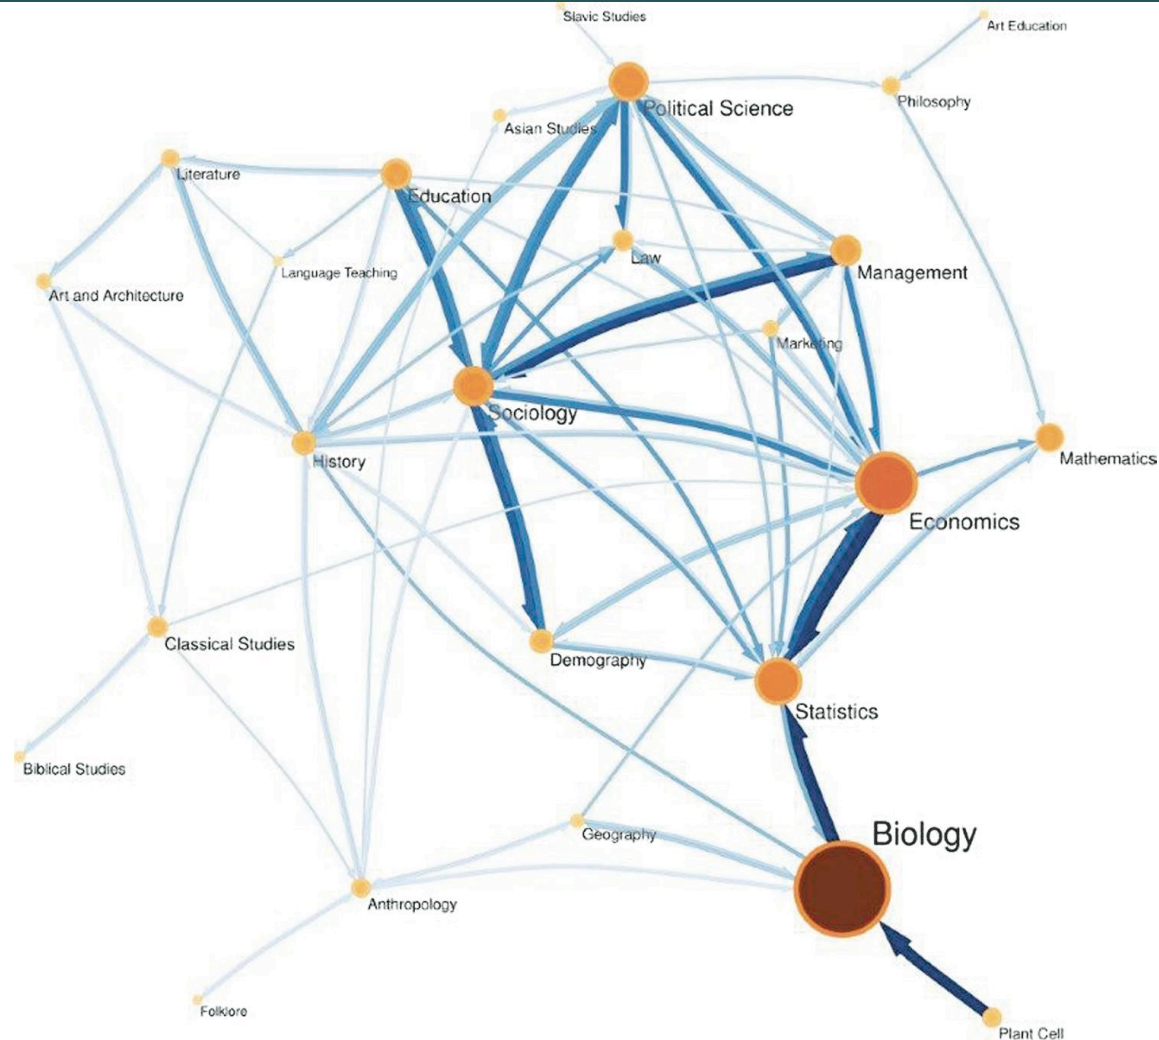 Slavic Studies
Art Education
Political Science
Philosophy
Asian Studies
Literature
Education
Law
Language Teaching
Management
Art and Architecture
Marketing
Sociology
History
Mathematics
Economics
Classical Studies
Demography
Statistics
Biblical Studies
Geography
Biology
Anthropology
Folklore
Plant Cell